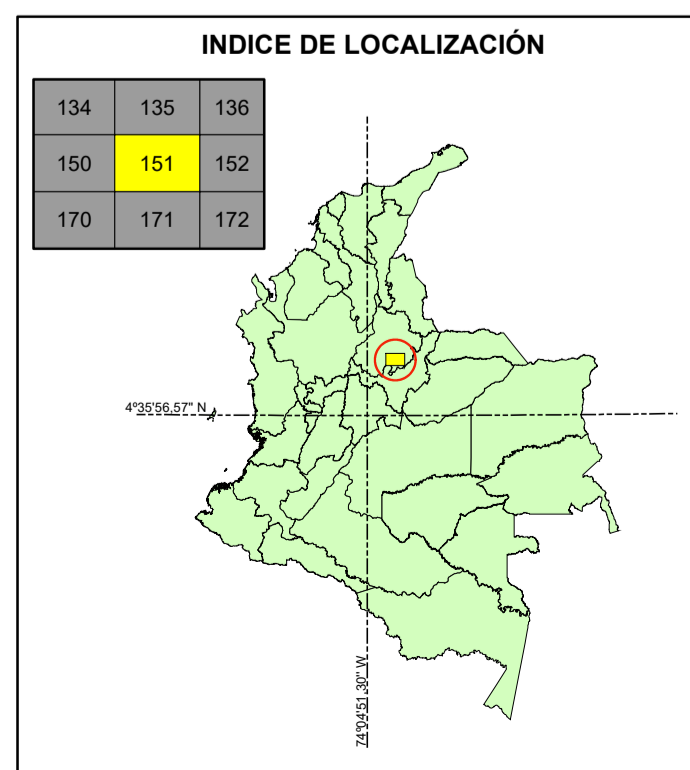 INDICE DE LOCALIZACIÓN
134 135 136
150 151 152
170 171 172
4º35'56,57" N
74º04'51,30" W